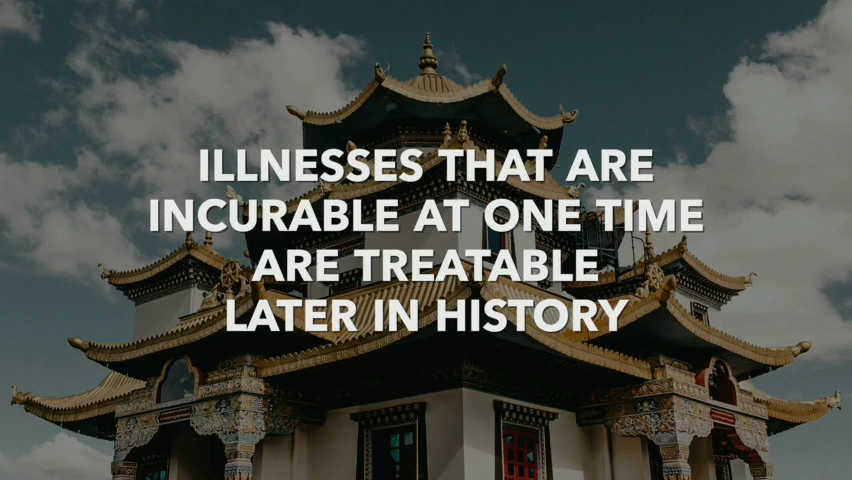 ILLNESSES THAT ARE
INCURABLE AT ONE TIME
ARE TREATABLE
LATER IN HISTORY